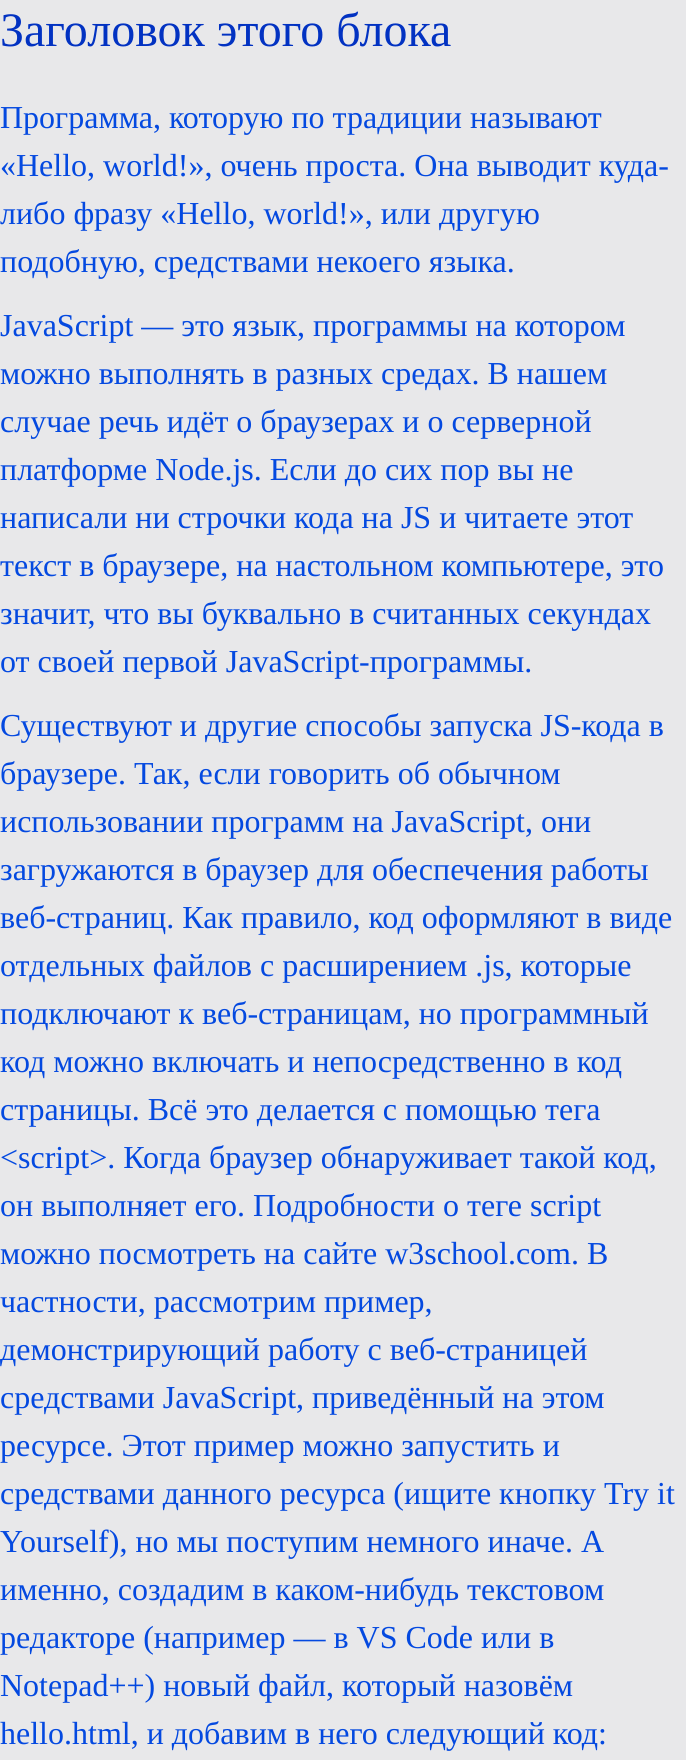 Заголовок этого блока
Программа, которую по традиции называют
«Hello, world!», очень проста. Она выводит куда-
либо фразу «Hello, world!», или другую
подобную, средствами некоего языка.
JavaScript — это язык, программы на котором
можно выполнять в разных средах. В нашем
случае речь идёт о браузерах и о серверной
платформе Node.js. Если до сих пор вы не
написали ни строчки кода на JS и читаете этот
текст в браузере, на настольном компьютере, это
значит, что вы буквально в считанных секундах
от своей первой JavaScript-программы.
Существуют и другие способы запуска JS-кода в
браузере. Так, если говорить об обычном
использовании программ на JavaScript, они
загружаются в браузер для обеспечения работы
веб-страниц. Как правило, код оформляют в виде
отдельных файлов с расширением .js, которые
подключают к веб-страницам, но программный
код можно включать и непосредственно в код
страницы. Всё это делается с помощью тега
<script>. Когда браузер обнаруживает такой код,
он выполняет его. Подробности о теге script
можно посмотреть на сайте w3school.com. В
частности, рассмотрим пример,
демонстрирующий работу с веб-страницей
средствами JavaScript, приведённый на этом
ресурсе. Этот пример можно запустить и
средствами данного ресурса (ищите кнопку Try it
Yourself), но мы поступим немного иначе. А
именно, создадим в каком-нибудь текстовом
редакторе (например — в VS Code или в
Notepad++) новый файл, который назовём
hello.html, и добавим в него следующий код: